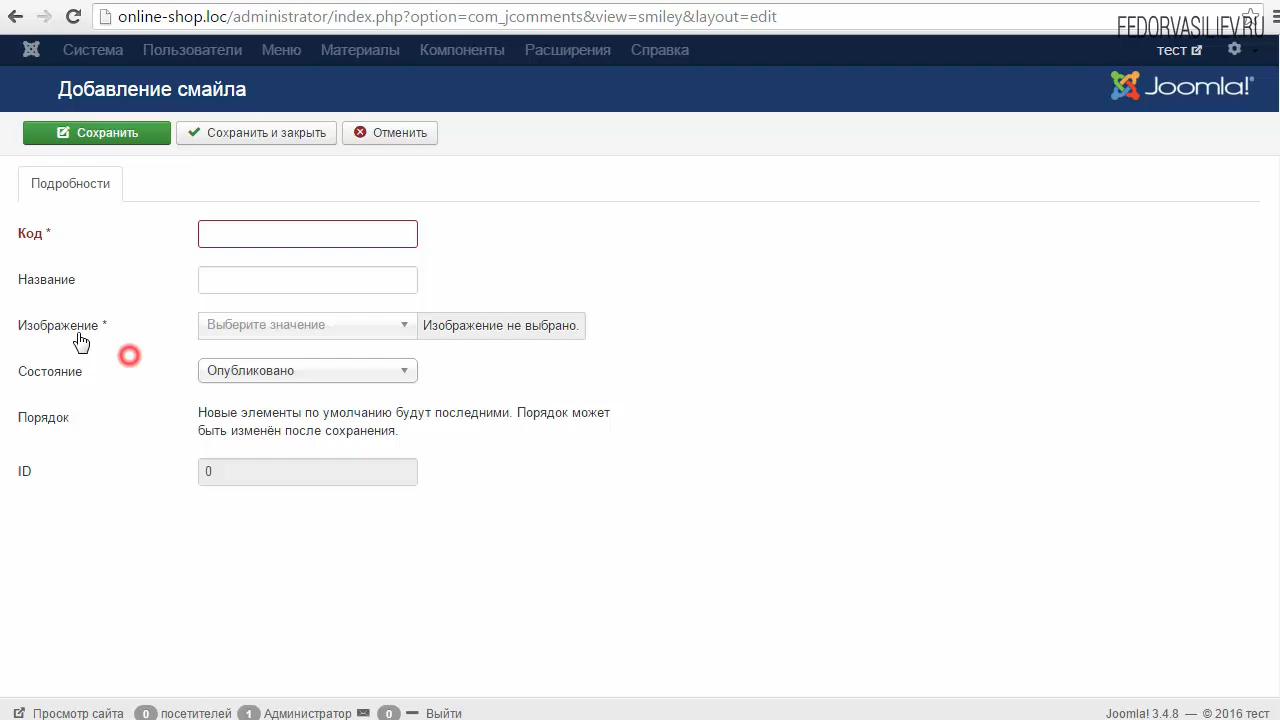 online-shop.loc/administrator/index.php?option=com_jcomments&view=smiley&layout=edit
FEDORVASILIEV.RU
Система Пользователи Меню Материалы Компоненты Расширения Справка тест
Добавление смайла Joomla!®
Сохранить Сохранить и закрыть Отменить
Подробности
Код *
Название
Изображение * Выберите значение Изображение не выбрано.
Состояние Опубликовано
Порядок Новые элементы по умолчанию будут последними. Порядок может
быть изменён после сохранения.
ID 0
Просмотр сайта 0 посетителей 1 Администратор 0 Выйти Joomla! 3.4.8 — © 2016 тест